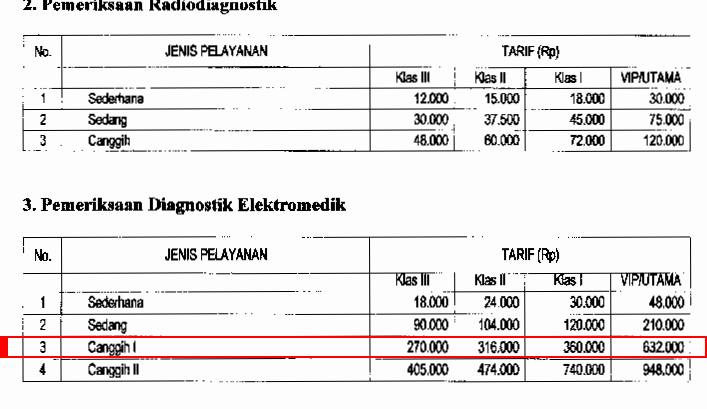 2. Pemeriksaan Radiodiagnostik
No. JENIS PELAYANAN TARIF (Rp)
Klas III Klas II Klas I VIP/UTAMA
1 Sederhana 12.000 15.000 18.000 30.000
2 Sedang 30.000 37.500 45.000 75.000
3 Canggih 48.000 60.000 72.000 120.000
3. Pemeriksaan Diagnostik Elektromedik
No. JENIS PELAYANAN TARIF (Rp)
Klas III Klas II Klas I VIP/UTAMA
1 Sederhana 18.000 24.000 30.000 48.000
2 Sedang 90.000 104.000 120.000 210.000
3 Canggih I 270.000 316.000 360.000 632.000
4 Canggih II 405.000 474.000 740.000 948.000